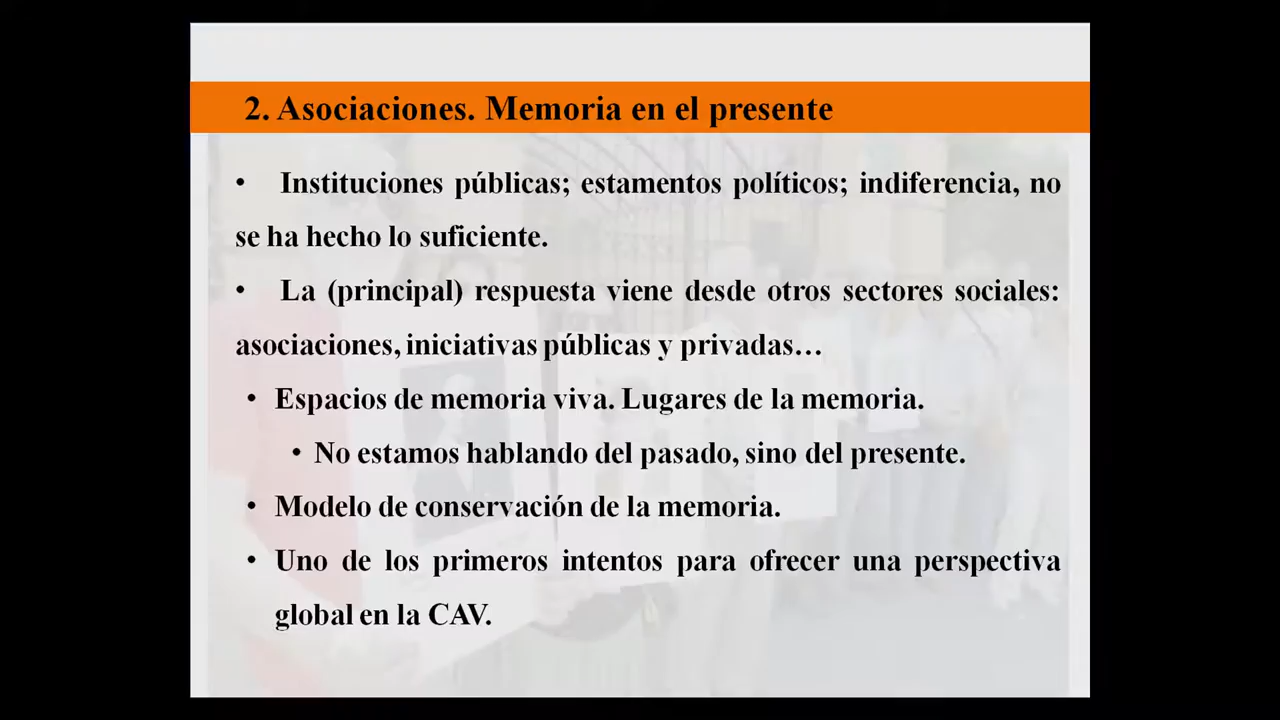 2. Asociaciones. Memoria en el presente
• Instituciones públicas; estamentos políticos; indiferencia, no
se ha hecho lo suficiente.
• La (principal) respuesta viene desde otros sectores sociales:
asociaciones, iniciativas públicas y privadas…
• Espacios de memoria viva. Lugares de la memoria.
• No estamos hablando del pasado, sino del presente.
• Modelo de conservación de la memoria.
• Uno de los primeros intentos para ofrecer una perspectiva
global en la CAV.